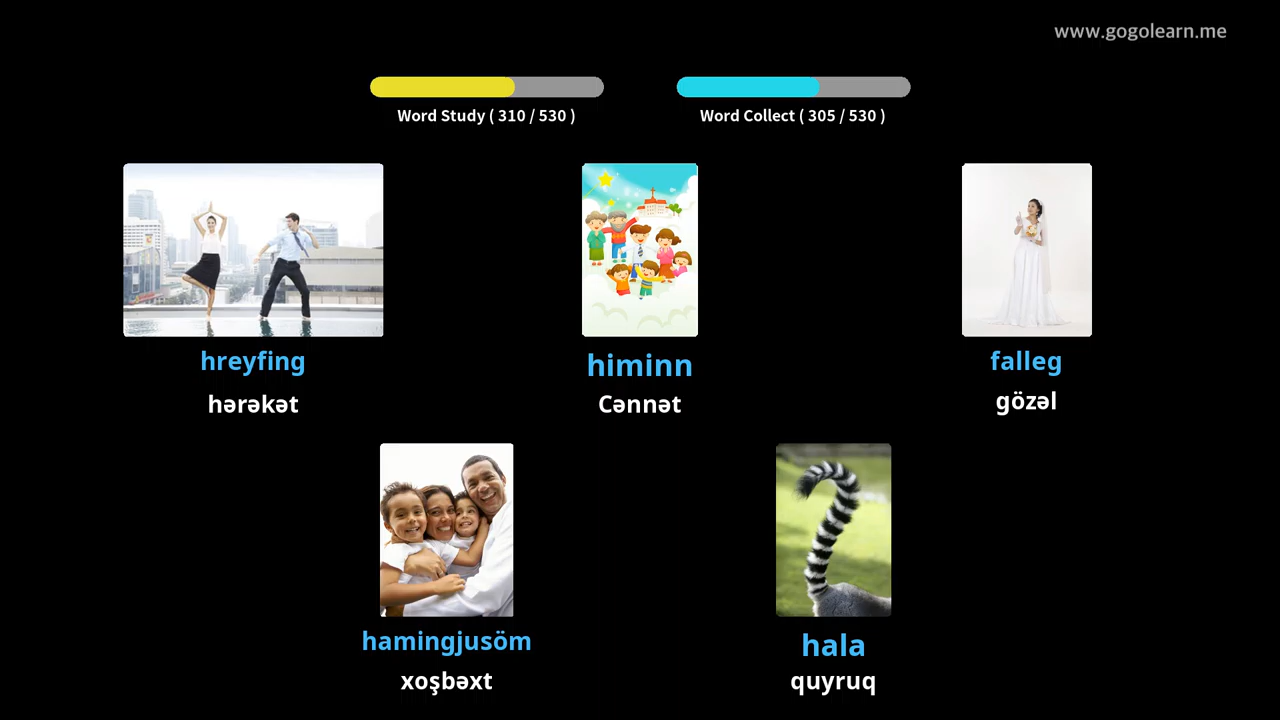 www.gogolearn.me
Word Study ( 310 / 530 )
Word Collect ( 305 / 530 )
hreyfing
hərəkət
himinn
Cənnət
falleg
gözəl
hamingjusöm
xoşbəxt
hala
quyruq